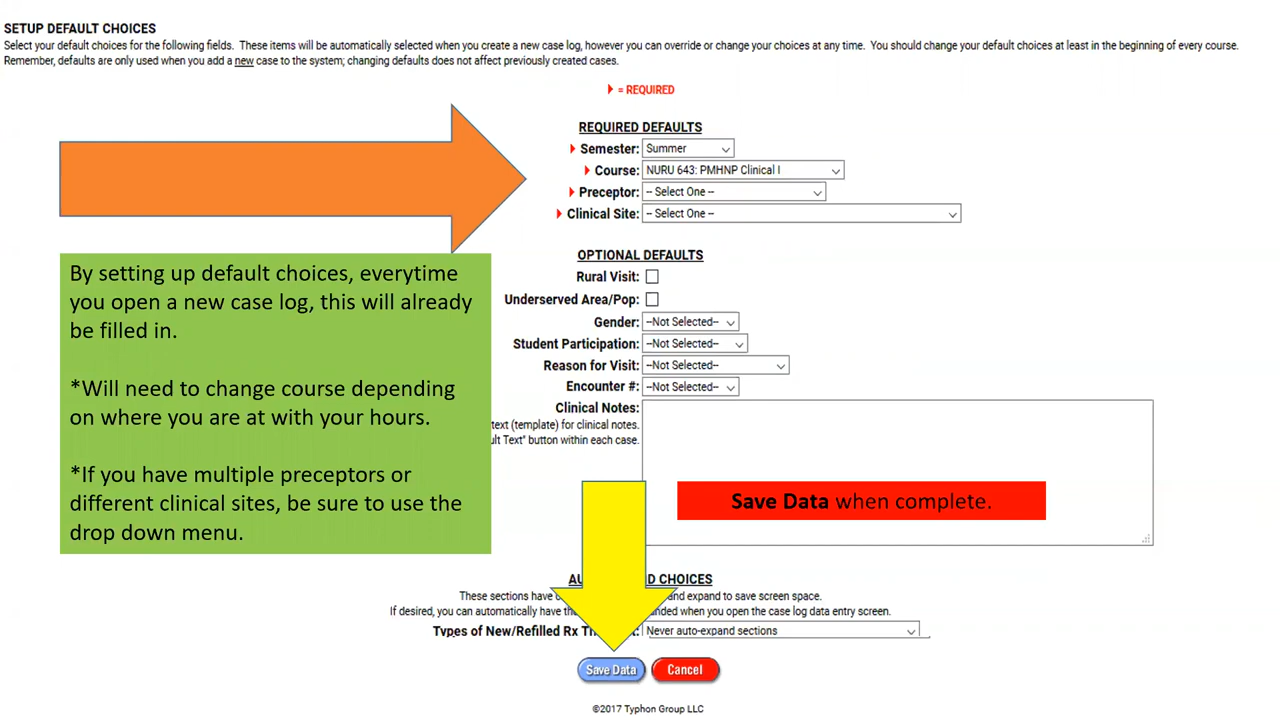 SETUP DEFAULT CHOICES
Select your default choices for the following fields. These items will be automatically selected when you create a new case log, however you can override or change your choices at any time. You should change your default choices at least in the beginning of every course.
Remember, defaults are only used when you add a new case to the system; changing defaults does not affect previously created cases.
= REQUIRED
REQUIRED DEFAULTS
Semester: Summer
Course: NURU 643: PMHNP Clinical I
Preceptor: -- Select One --
Clinical Site: -- Select One --
By setting up default choices, everytime
you open a new case log, this will already
be filled in.
*Will need to change course depending
on where you are at with your hours.
*If you have multiple preceptors or
different clinical sites, be sure to use the
drop down menu.
OPTIONAL DEFAULTS
Rural Visit:
Underserved Area/Pop:
Gender: --Not Selected--
Student Participation: --Not Selected--
Reason for Visit: --Not Selected--
Encounter #: --Not Selected--
Clinical Notes:
text (template) for clinical notes.
Text" button within each case.
Save Data when complete.
CHOICES
These sections have and expand to save screen space.
If desired, you can automatically have when you open the case log data entry screen.
Types of New/Refilled Rx Never auto-expand sections
Save Data Cancel
©2017 Typhon Group LLC